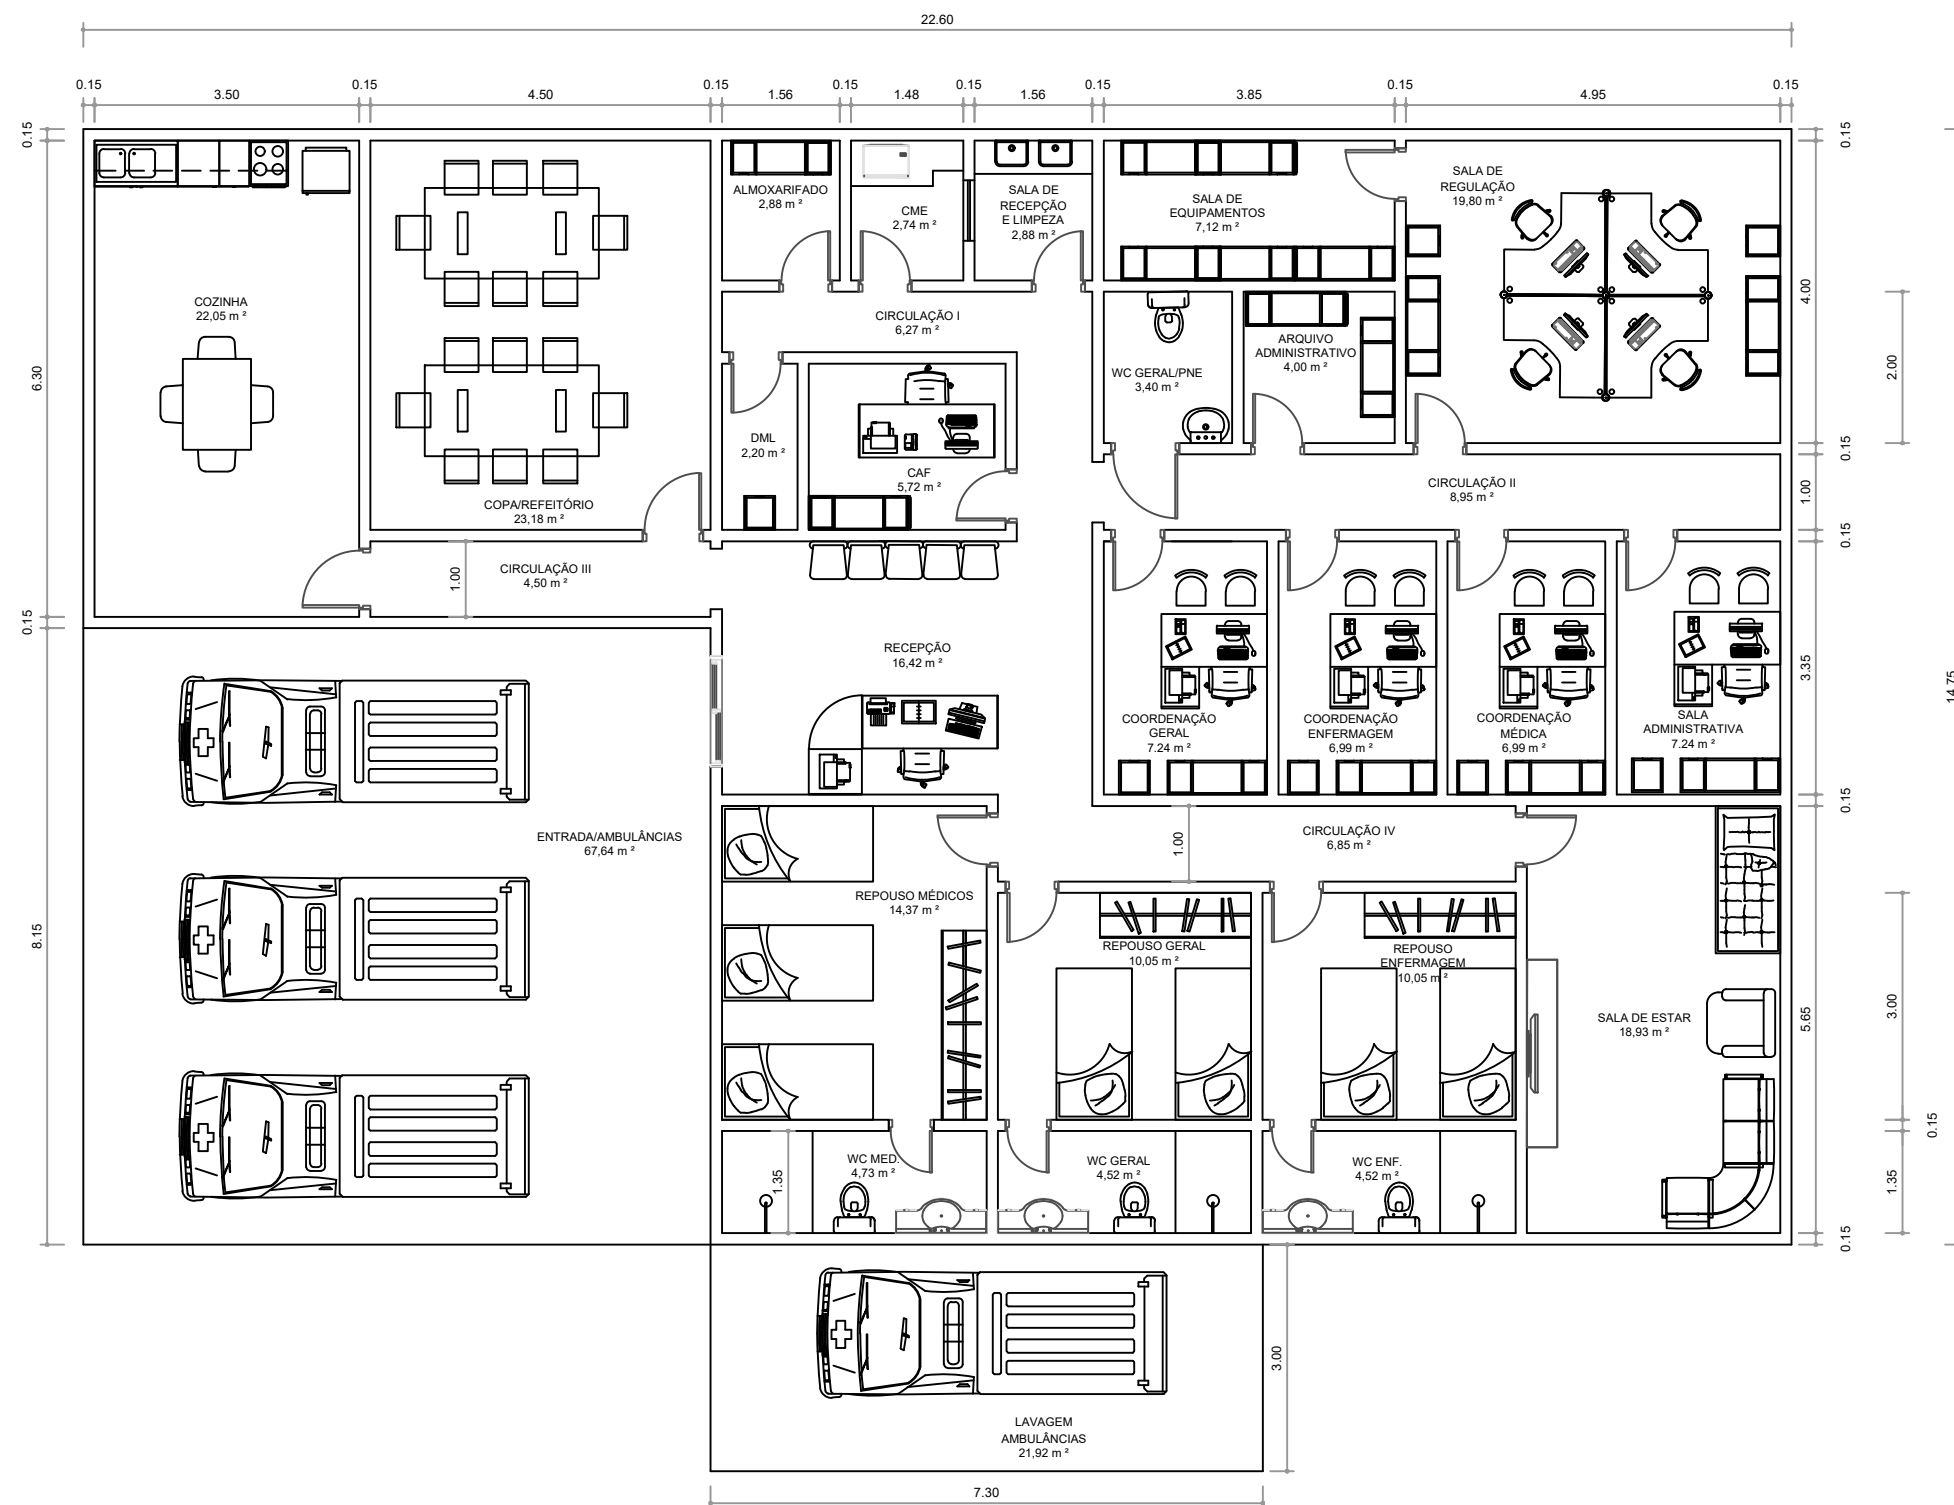 22.60
0.15
3.50
0.15
4.50
0.15
1.56
0.15
1.48
0.15
1.56
0.15
3.85
0.15
4.95
0.15
0.15
6.30
0.15
8.15
0.15
4.00
0.15
1.00
0.15
3.35
0.15
5.65
0.15
2.00
3.00
0.15
1.35
14.75
ALMOXARIFADO
2,88 m ²
CME
2,74 m ²
SALA DE
RECEPÇÃO
E LIMPEZA
2,88 m ²
SALA DE
EQUIPAMENTOS
7,12 m ²
SALA DE
REGULAÇÃO
19,80 m ²
COZINHA
22,05 m ²
CIRCULAÇÃO I
6,27 m ²
WC GERAL/PNE
3,40 m ²
ARQUIVO
ADMINISTRATIVO
4,00 m ²
DML
2,20 m ²
CAF
5,72 m ²
COPA/REFEITÓRIO
23,18 m ²
CIRCULAÇÃO II
8,95 m ²
1.00
CIRCULAÇÃO III
4,50 m ²
RECEPÇÃO
16,42 m ²
COORDENAÇÃO
GERAL
7.24 m ²
COORDENAÇÃO
ENFERMAGEM
6,99 m ²
COORDENAÇÃO
MÉDICA
6,99 m ²
SALA
ADMINISTRATIVA
7.24 m ²
ENTRADA/AMBULÂNCIAS
67,64 m ²
1.00
CIRCULAÇÃO IV
6,85 m ²
REPOUSO MÉDICOS
14,37 m ²
REPOUSO GERAL
10,05 m ²
REPOUSO
ENFERMAGEM
10,05 m ²
SALA DE ESTAR
18,93 m ²
1.35
WC MED.
4,73 m ²
WC GERAL
4,52 m ²
WC ENF.
4,52 m ²
3.00
LAVAGEM
AMBULÂNCIAS
21,92 m ²
7.30